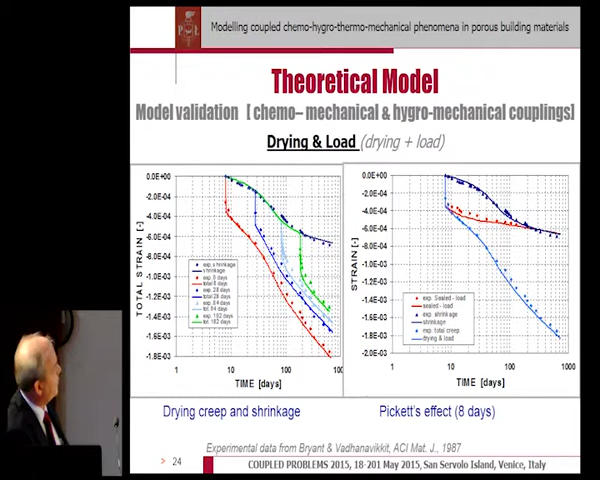 Modelling coupled chemo-hygro-thermo-mechanical phenomena in porous building materials
Theoretical Model
Model validation [ chemo– mechanical & hygro-mechanical couplings]
Drying & Load (drying + load)
0.0E+00
-2.0E-04
-4.0E-04
-6.0E-04
-8.0E-04
-1.0E-03
-1.2E-03
-1.4E-03
-1.6E-03
-1.8E-03
TOTAL STRAIN [-]
exp. shrinkage
shrinkage
exp. 8 days
total 8 days
exp. 28 days
total 28 days
exp. 84 days
tot. 84 days
exp. 182 days
tot. 182 days
1 10 100 1000
TIME [days]
Drying creep and shrinkage
0.0E+00
-2.0E-04
-4.0E-04
-6.0E-04
-8.0E-04
-1.0E-03
-1.2E-03
-1.4E-03
-1.6E-03
-1.8E-03
-2.0E-03
STRAIN [-]
exp. Sealed - load
sealed - load
exp. shrinkage
shrinkage
exp. total creep
drying & load
1 10 100 1000
TIME [days]
Pickett's effect (8 days)
Experimental data from Bryant & Vadhanavikkit, ACI Mat. J., 1987
> 24
COUPLED PROBLEMS 2015, 18-201 May 2015, San Servolo Island, Venice, Italy